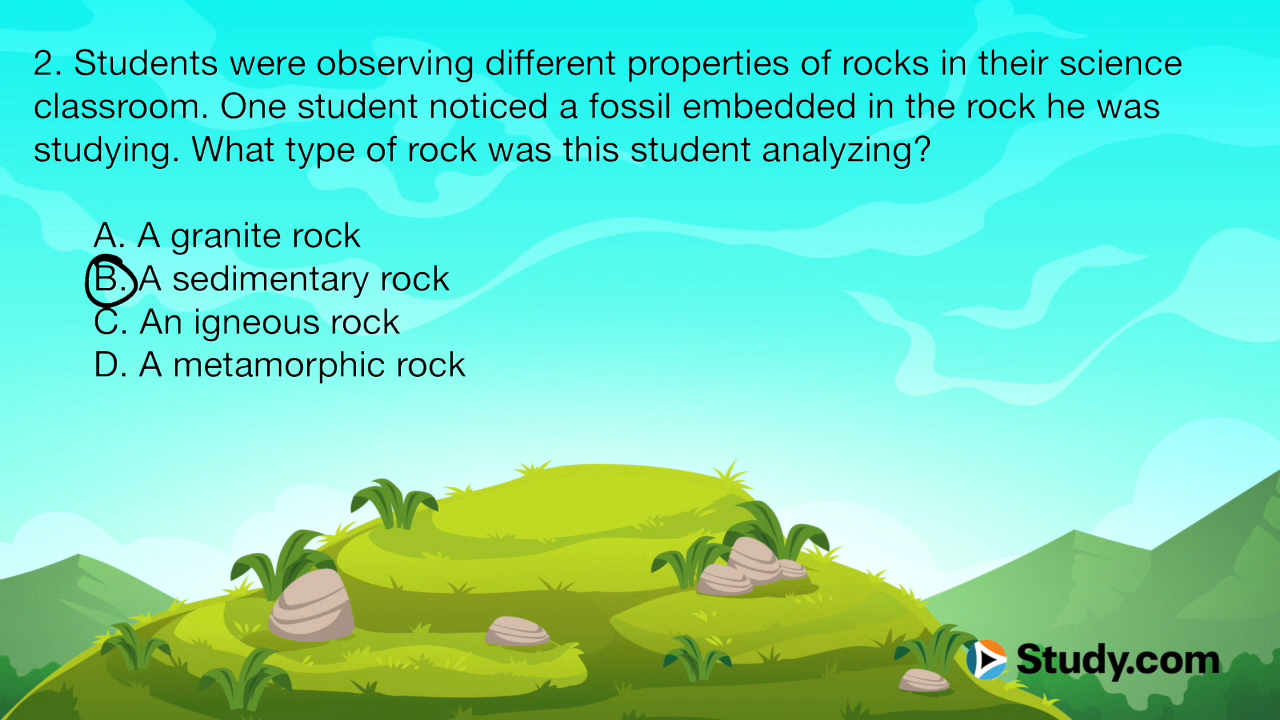 2. Students were observing different properties of rocks in their science
classroom. One student noticed a fossil embedded in the rock he was
studying. What type of rock was this student analyzing?
A. A granite rock
B. A sedimentary rock
C. An igneous rock
D. A metamorphic rock
Study.com